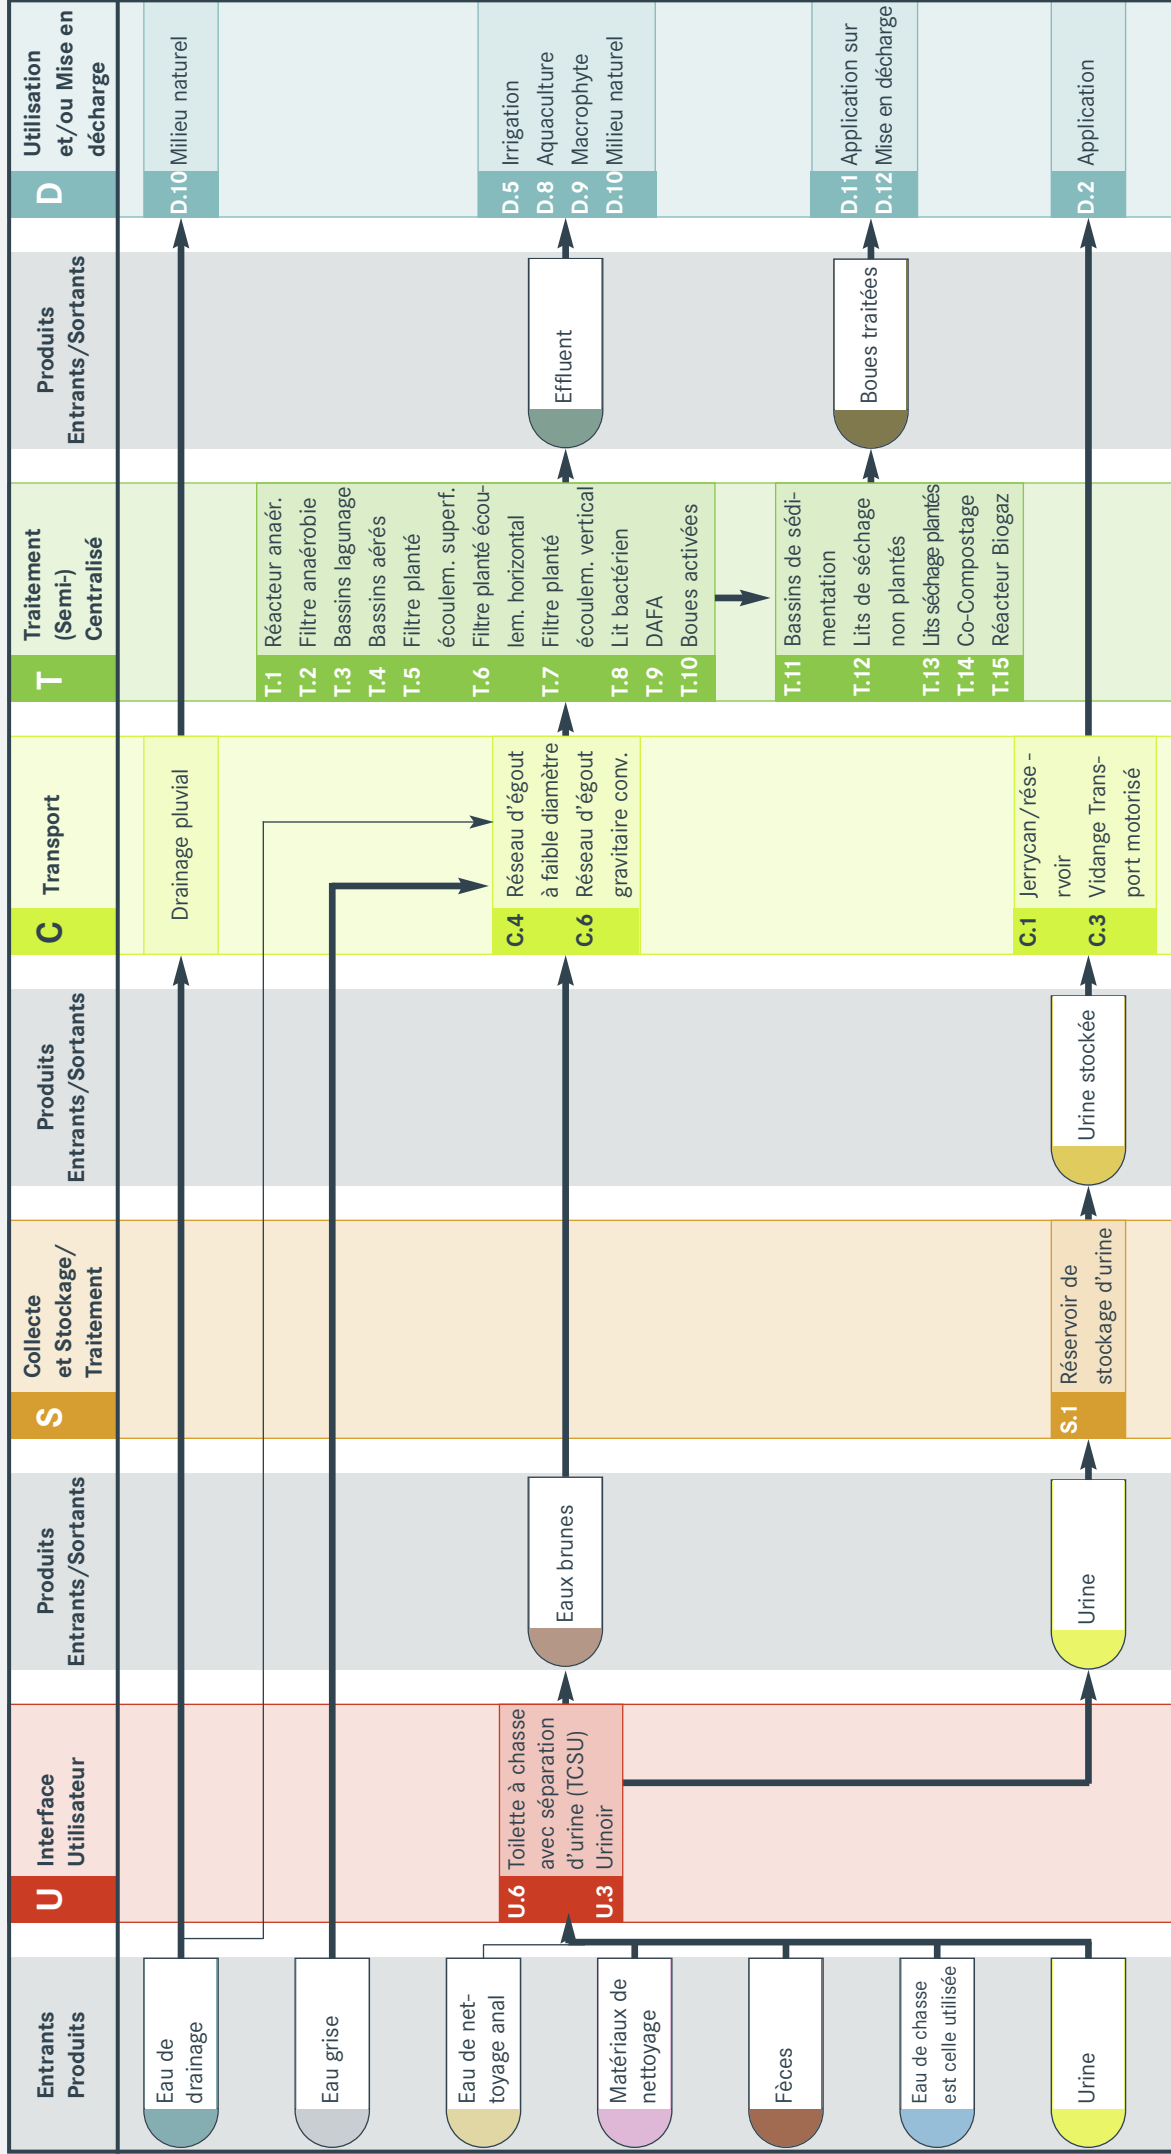 Entrants
Produits
U
Interface
Utilisateur
Produits
Entrants/Sortants
S
Collecte
et Stockage/
Traitement
Produits
Entrants/Sortants
C
Transport
T
Traitement
(Semi-)
Centralisé
Produits
Entrants/Sortants
D
Utilisation
et/ou Mise en
décharge
Eau de
drainage
Drainage pluvial
D.10 Milieu naturel
Eau grise
Eau de net-
toyage anal
Matériaux de
nettoyage
Fèces
Eau de chasse
est celle utilisée
Urine
U.6 Toilette à chasse
avec séparation
d'urine (TCSU)
U.3 Urinoir
Eaux brunes
Urine
S.1 Réservoir de
stockage d'urine
Urine stockée
C.4 Réseau d'égout
à faible diamètre
C.6 Réseau d'égout
gravitaire conv.
C.1 Jerrycan/rése -
rvoir
C.3 Vidange Trans-
port motorisé
T.1 Réacteur anaér.
T.2 Filtre anaérobie
T.3 Bassins lagunage
T.4 Bassins aérés
T.5 Filtre planté
écoulem. superf.
T.6 Filtre planté écou-
lem. horizontal
T.7 Filtre planté
écoulem. vertical
T.8 Lit bactérien
T.9 DAFA
T.10 Boues activées
T.11 Bassins de sédi-
mentation
T.12 Lits de séchage
non plantés
T.13 Lits séchage plantés
T.14 Co-Compostage
T.15 Réacteur Biogaz
Effluent
Boues traitées
D.5 Irrigation
D.8 Aquaculture
D.9 Macrophyte
D.10 Milieu naturel
D.11 Application sur
D.12 Mise en décharge
D.2 Application